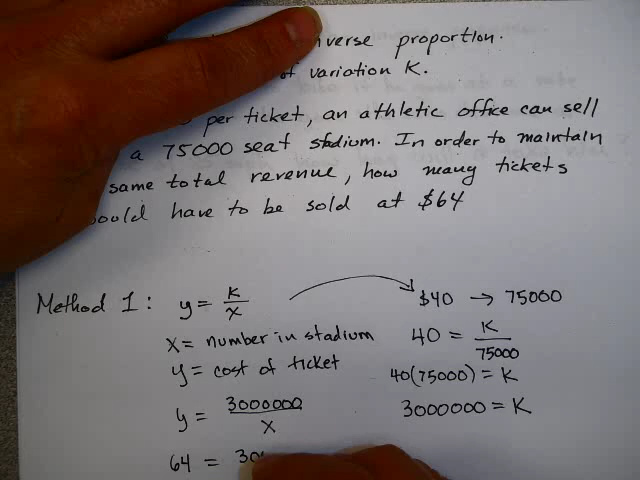 nverse proportion.
of variation K.
per ticket, an athletic office can sell
a 75000 seat stadium. In order to maintain
same total revenue, how many tickets
ould have to be sold at $64
Method 1: y = K/x
$40 → 75000
x = number in stadium
40 = K/75000
y = cost of ticket
40(75000) = K
y = 3000000/x
3000000 = K
64 = 30